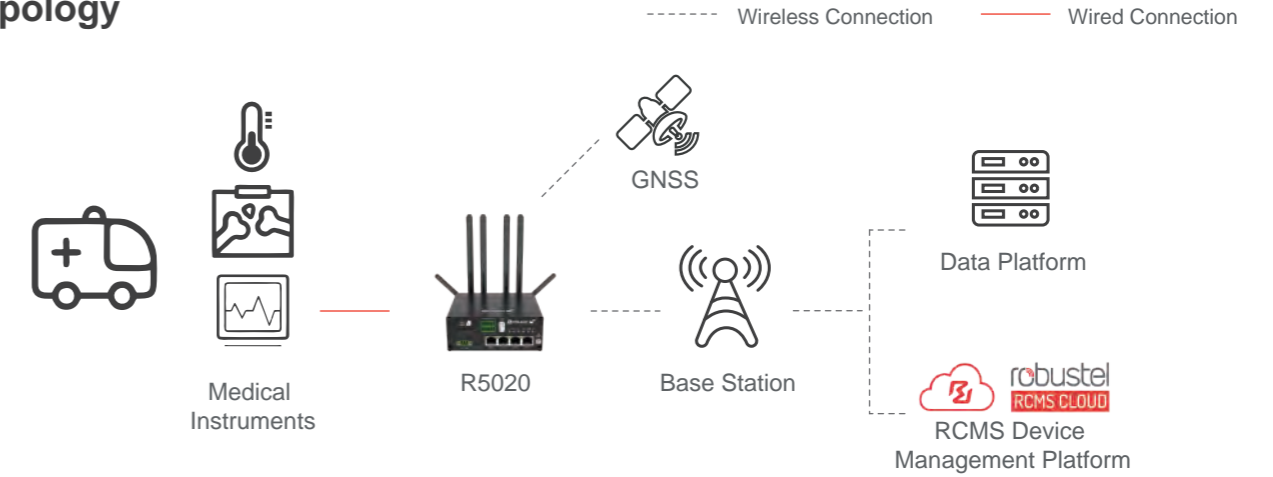 pology
Wireless Connection
Wired Connection
GNSS
Data Platform
R5020
Base Station
Medical
Instruments
robustel
RCMS CLOUD
RCMS Device
Management Platform